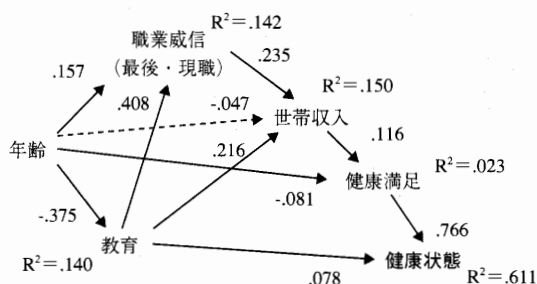 R²=.142
職業威信
(最後・現職)
.235
.157
R²=.150
.408
-.047
世帯収入
.116
年齢
.216
R²=.023
健康満足
-.375
-.081
.766
教育
健康状態
R²=.140
.078
R²=.611